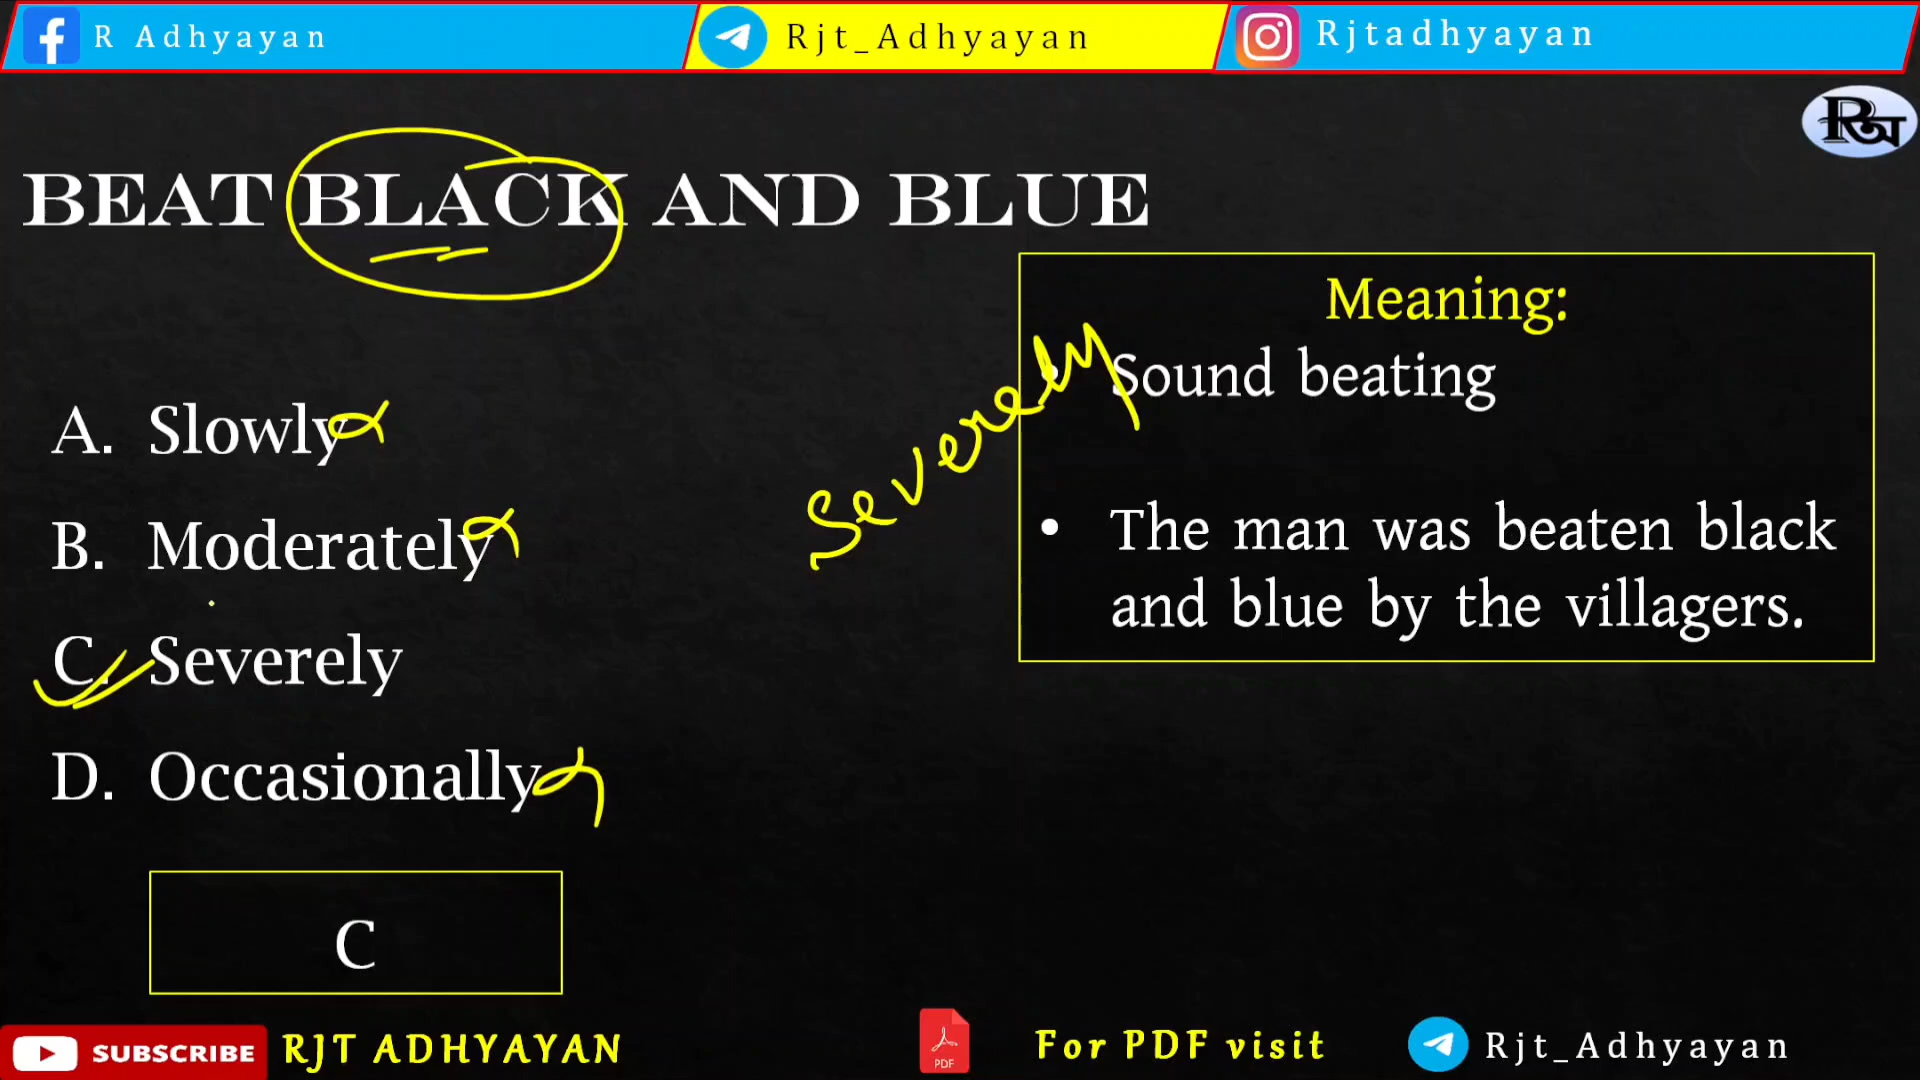 R Adhyayan
Rjt_Adhyayan
Rjtadhyayan
BEAT BLACK AND BLUE
Meaning:
• Sound beating
• The man was beaten black
and blue by the villagers.
Severely
A. Slowly
B. Moderately
C. Severely
D. Occasionally
C
SUBSCRIBE
RJT ADHYAYAN
PDF
For PDF visit
Rjt_Adhyayan